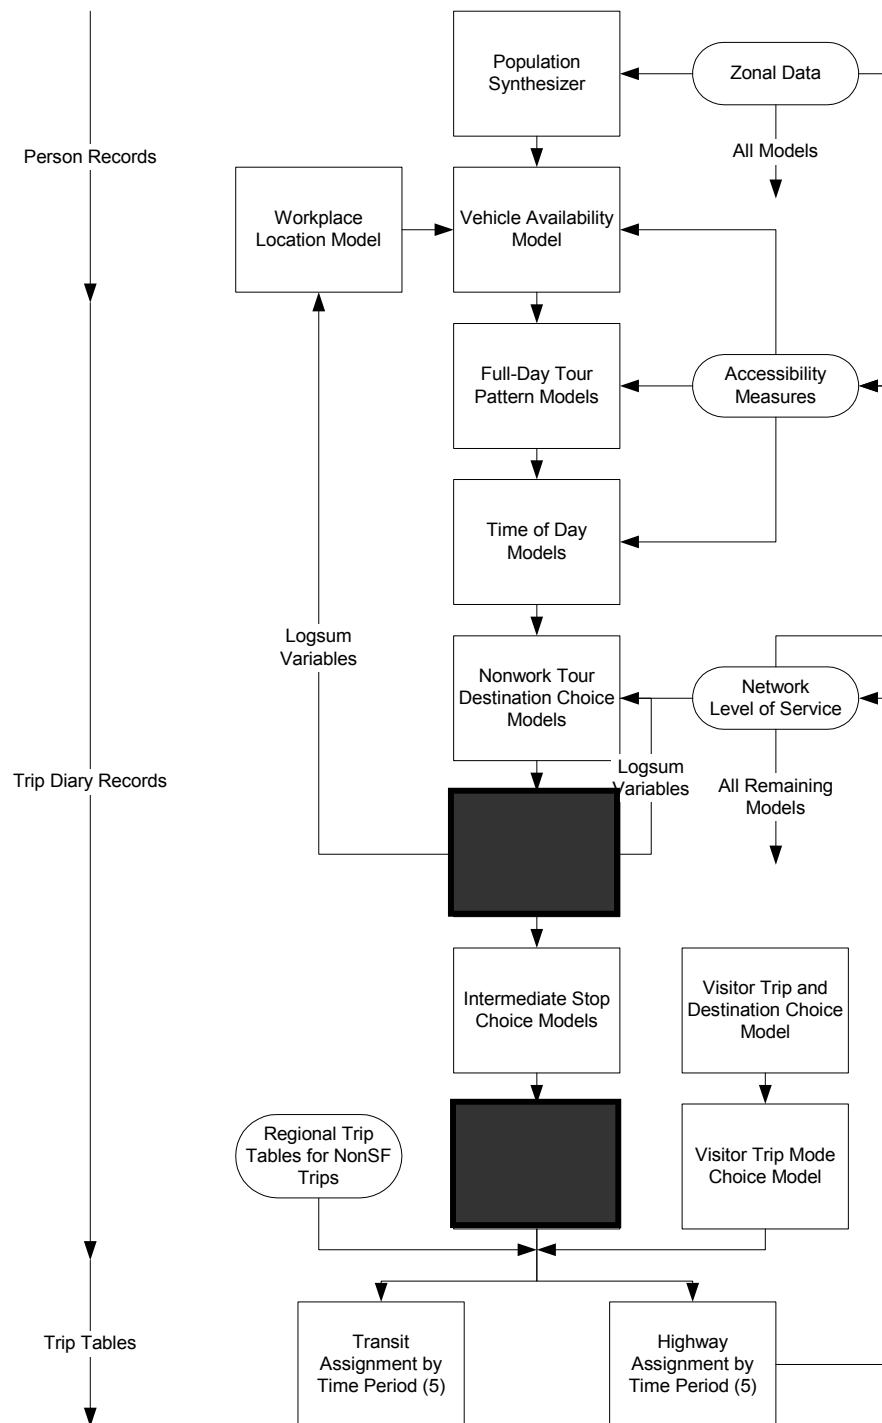 Population
Synthesizer
Zonal Data
All Models
Person Records
Workplace
Location Model
Vehicle Availability
Model
Full-Day Tour
Pattern Models
Accessibility
Measures
Time of Day
Models
Logsum
Variables
Nonwork Tour
Destination Choice
Models
Network
Level of Service
Logsum
Variables
Trip Diary Records
All Remaining
Models
Intermediate Stop
Choice Models
Visitor Trip and
Destination Choice
Model
Regional Trip
Tables for NonSF
Trips
Visitor Trip Mode
Choice Model
Trip Tables
Transit
Assignment by
Time Period (5)
Highway
Assignment by
Time Period (5)